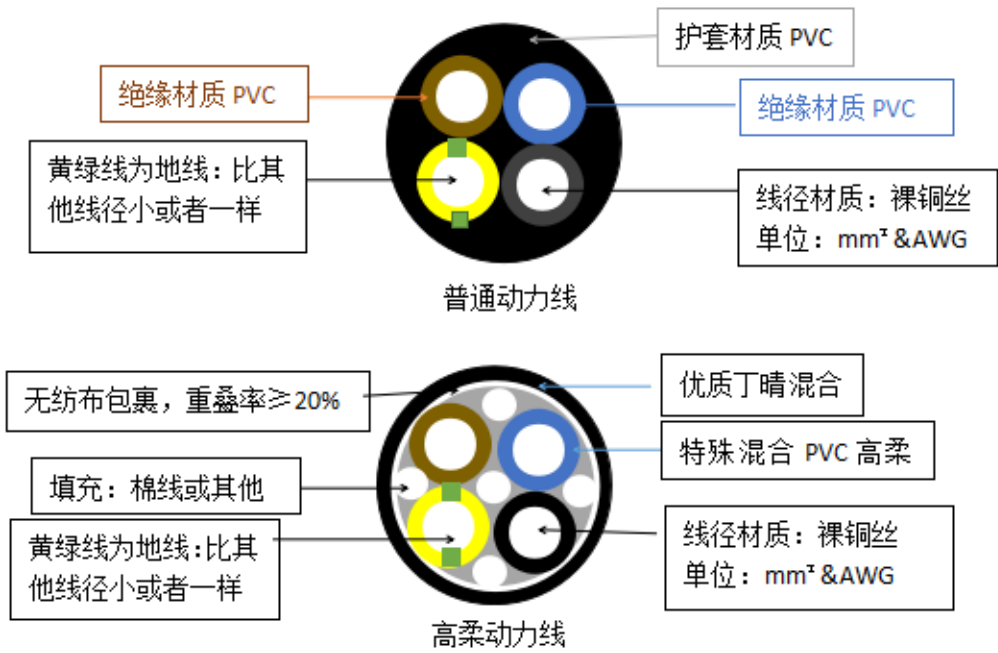 护套材质 PVC
绝缘材质 PVC
绝缘材质 PVC
黄绿线为地线：比其
他线径小或者一样
线径材质：裸铜丝
单位：mm²&AWG
普通动力线
无纺布包裹，重叠率≥20%
优质丁晴混合
特殊混合 PVC 高柔
填充：棉线或其他
黄绿线为地线：比其
他线径小或者一样
线径材质：裸铜丝
单位：mm²&AWG
高柔动力线